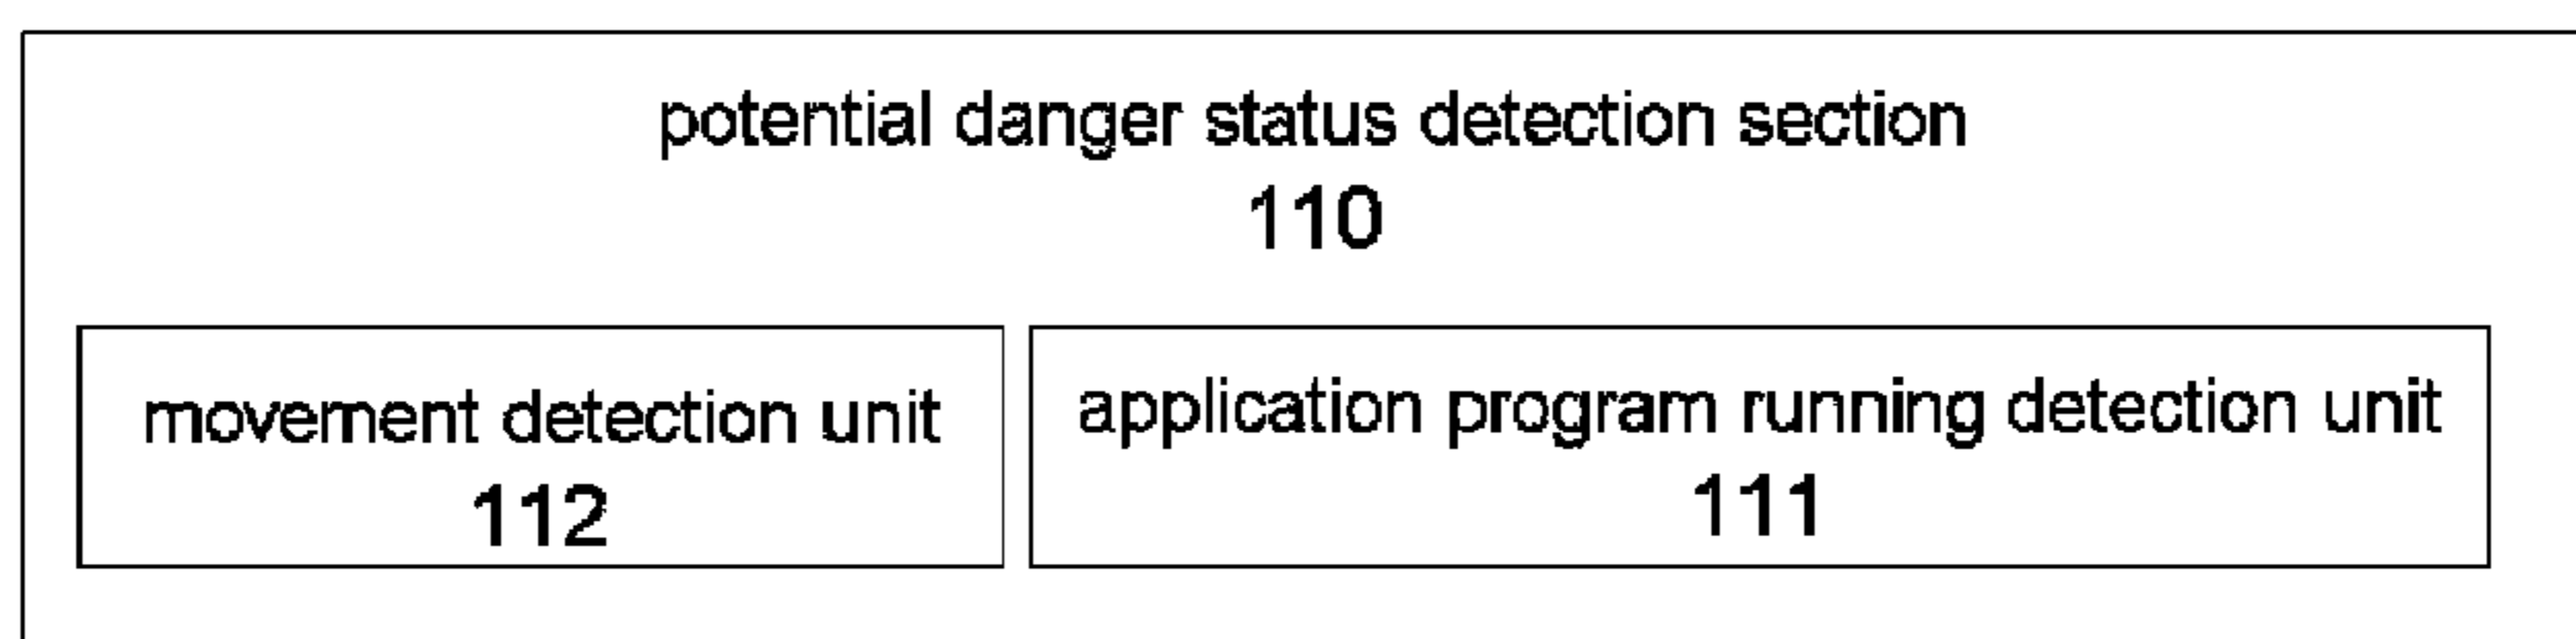 potential danger status detection section
110
movement detection unit
112
application program running detection unit
111